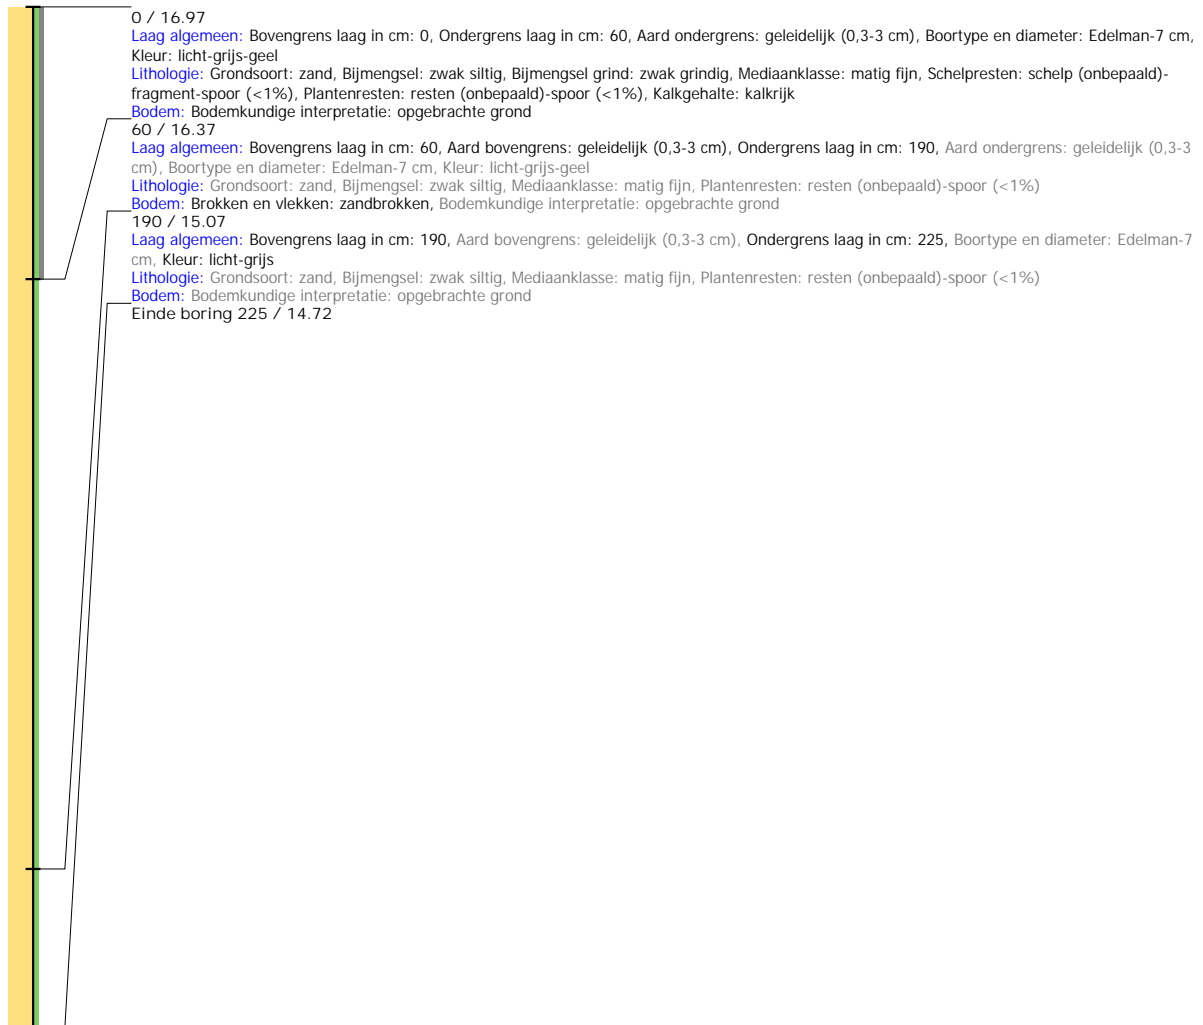 0 / 16.97
Laag algemeen: Bovengrens laag in cm: 0, Ondergrens laag in cm: 60, Aard ondergrens: geleidelijk (0,3-3 cm), Boortype en diameter: Edelman-7 cm,
Kleur: licht-grijs-geel
Lithologie: Grondsoort: zand, Bijmengsel: zwak siltig, Bijmengsel grind: zwak grindig, Mediaanklasse: matig fijn, Schelpresten: schelp (onbepaald)-
fragment-spoor (<1%), Plantenresten: resten (onbepaald)-spoor (<1%), Kalkgehalte: kalkrijk
Bodem: Bodemkundige interpretatie: opgebrachte grond
60 / 16.37
Laag algemeen: Bovengrens laag in cm: 60, Aard bovengrens: geleidelijk (0,3-3 cm), Ondergrens laag in cm: 190, Aard ondergrens: geleidelijk (0,3-3
cm), Boortype en diameter: Edelman-7 cm, Kleur: licht-grijs-geel
Lithologie: Grondsoort: zand, Bijmengsel: zwak siltig, Mediaanklasse: matig fijn, Plantenresten: resten (onbepaald)-spoor (<1%)
Bodem: Brokken en vlekken: zandbrokken, Bodemkundige interpretatie: opgebrachte grond
190 / 15.07
Laag algemeen: Bovengrens laag in cm: 190, Aard bovengrens: geleidelijk (0,3-3 cm), Ondergrens laag in cm: 225, Boortype en diameter: Edelman-7
cm, Kleur: licht-grijs
Lithologie: Grondsoort: zand, Bijmengsel: zwak siltig, Mediaanklasse: matig fijn, Plantenresten: resten (onbepaald)-spoor (<1%)
Bodem: Bodemkundige interpretatie: opgebrachte grond
Einde boring 225 / 14.72